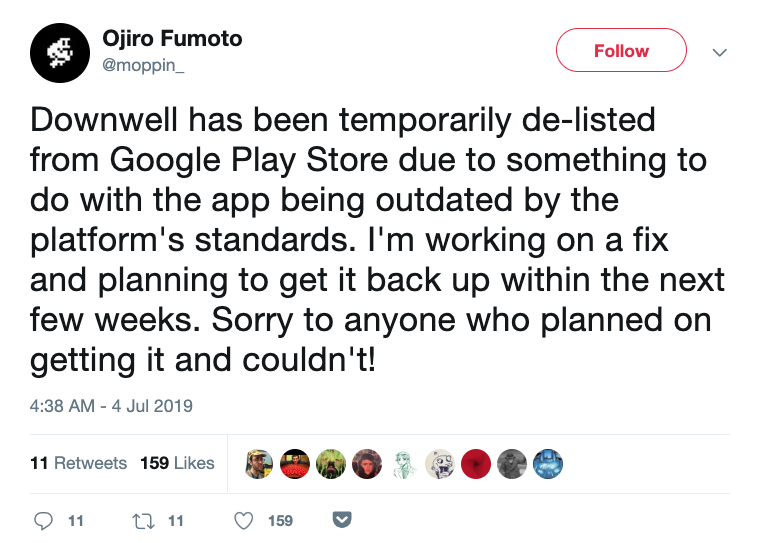 Ojiro Fumoto
@moppin_
Follow
Downwell has been temporarily de-listed
from Google Play Store due to something to
do with the app being outdated by the
platform's standards. I'm working on a fix
and planning to get it back up within the next
few weeks. Sorry to anyone who planned on
getting it and couldn't!
4:38 AM - 4 Jul 2019
11 Retweets 159 Likes
11 11 159